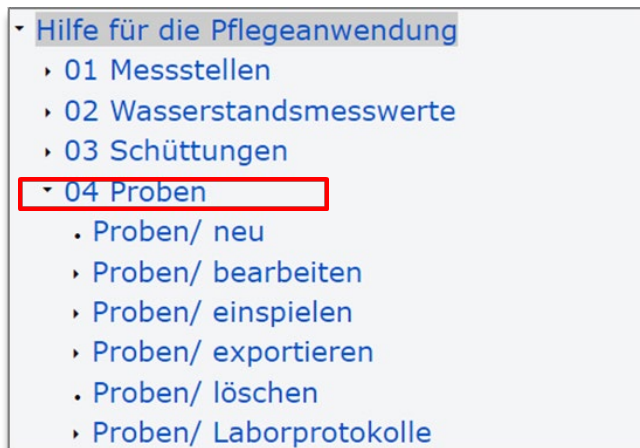 Hilfe für die Pflegeanwendung
01 Messstellen
02 Wasserstandsmesswerte
03 Schüttungen
04 Proben
Proben/ neu
Proben/ bearbeiten
Proben/ einspielen
Proben/ exportieren
Proben/ löschen
Proben/ Laborprotokolle